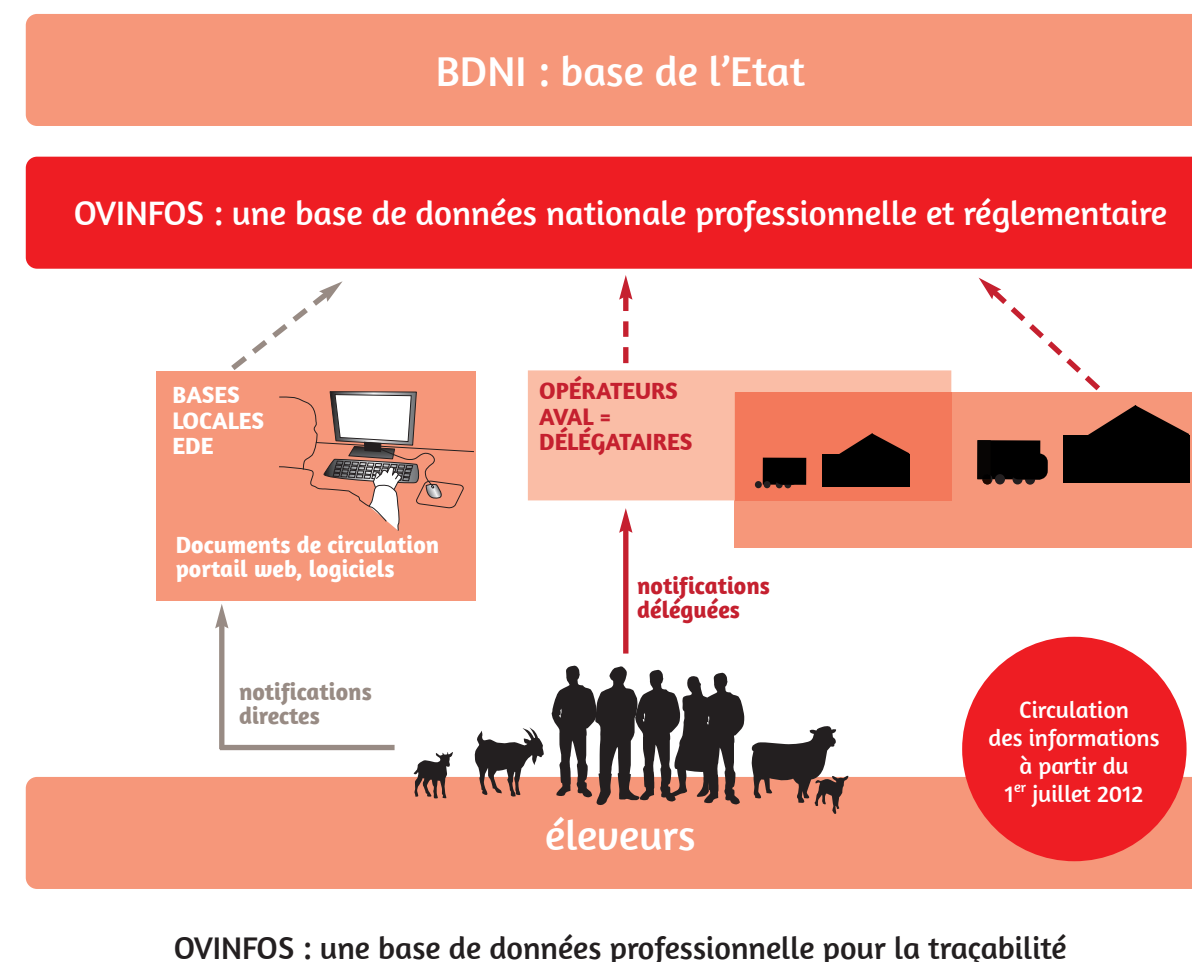 BDNI : base de l’Etat
OVINFOS : une base de données nationale professionnelle et réglementaire
BASES
LOCALES
EDE
Documents de circulation
portail web, logiciels
OPÉRATEURS
AVAL =
DÉLÉGATAIRES
notifications
déléguées
notifications
directes
Circulation
des informations
à partir du
1er juillet 2012
éleveurs
OVINFOS : une base de données professionnelle pour la traçabilité